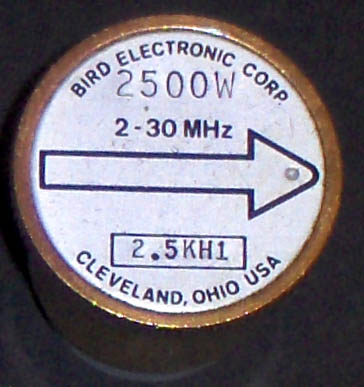 BIRD ELECTRONIC CORP.
2500W
2-30 MHz
2.5KH1
CLEVELAND, OHIO USA